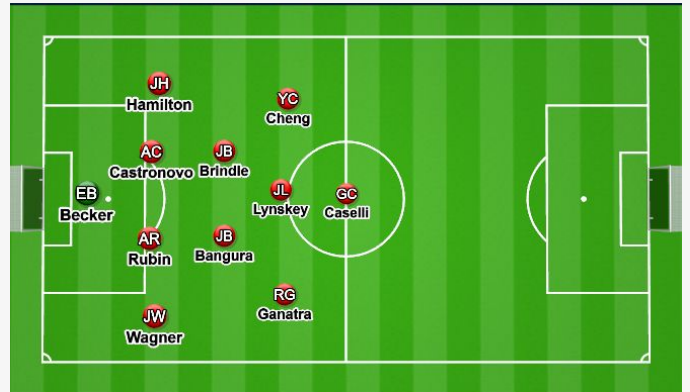 JH
Hamilton
YC
Cheng
AC
Castronovo
JB
Brindle
EB
Becker
JL
Lynskey
GC
Caselli
AR
Rubin
JB
Bangura
RG
Ganatra
JW
Wagner